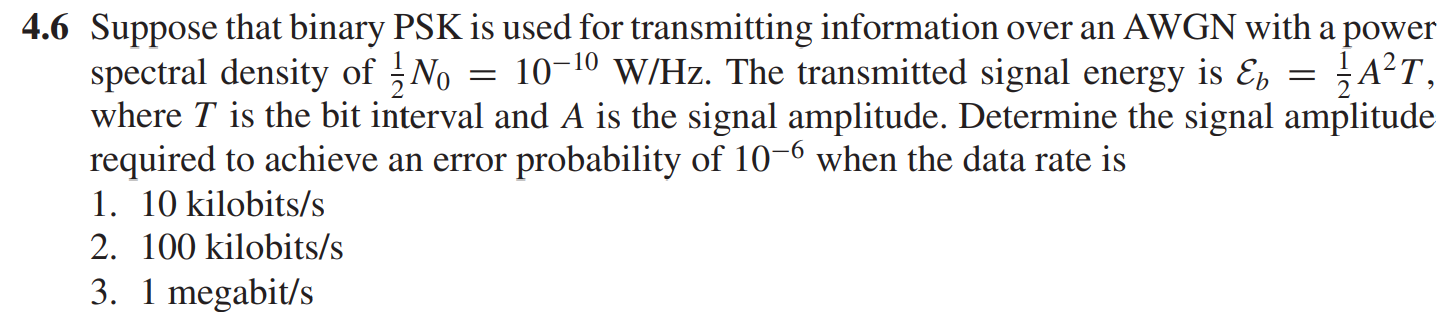 4.6 Suppose that binary PSK is used for transmitting information over an AWGN with a power
spectral density of ½N₀ = 10⁻¹⁰ W/Hz. The transmitted signal energy is ℰ_b = ½A²T,
where T is the bit interval and A is the signal amplitude. Determine the signal amplitude
required to achieve an error probability of 10⁻⁶ when the data rate is
1. 10 kilobits/s
2. 100 kilobits/s
3. 1 megabit/s